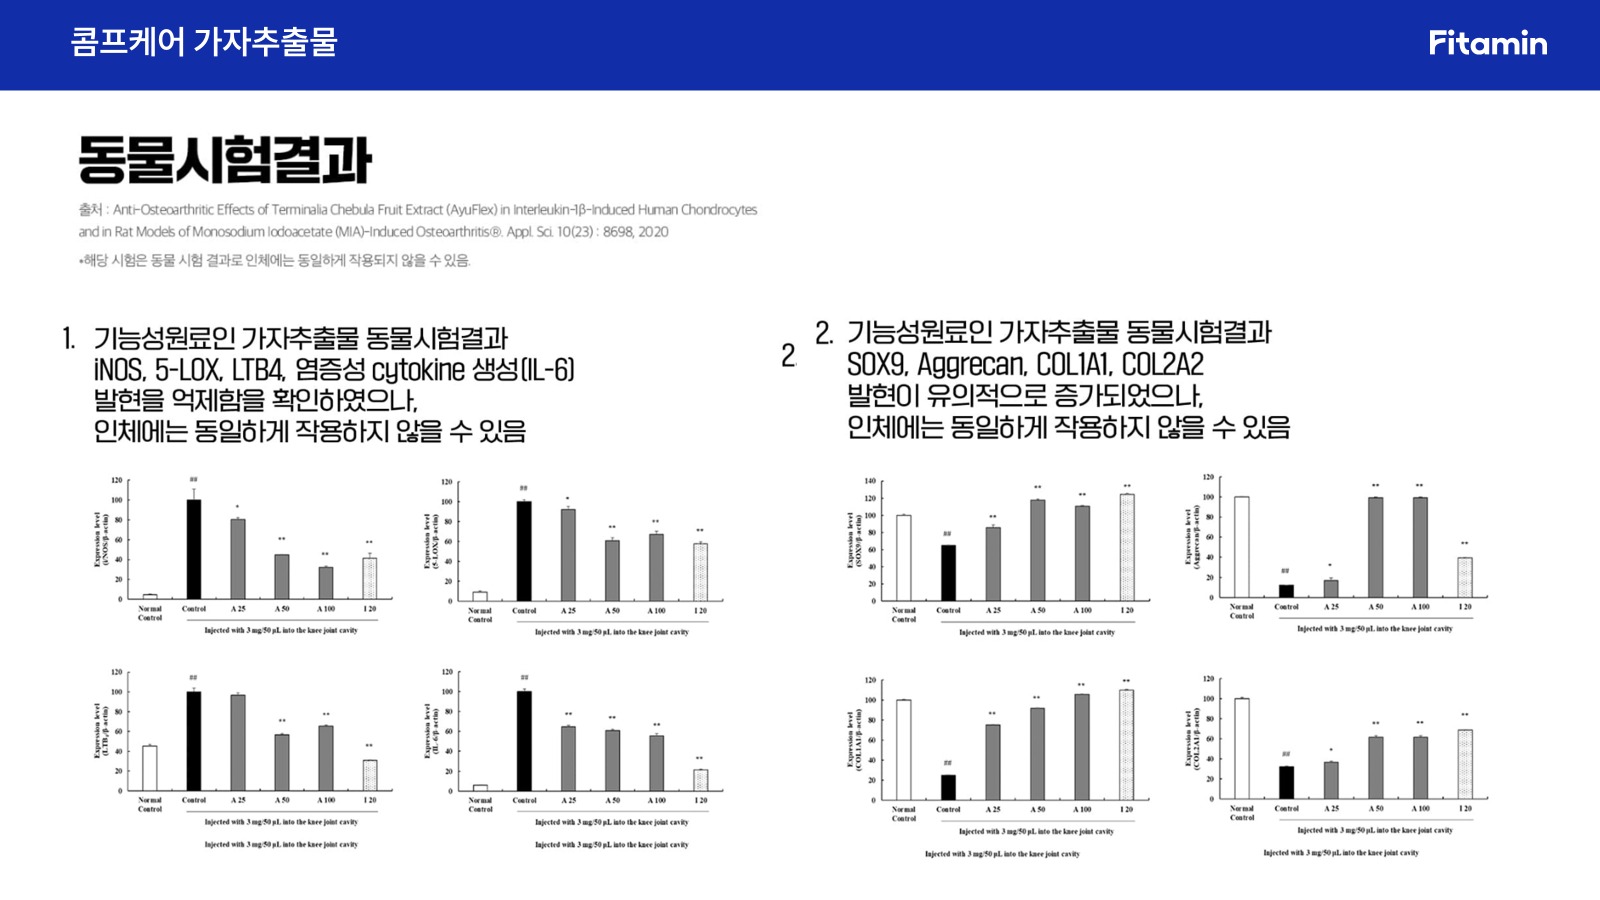 콤프케어 가자추출물
Fitamin
동물시험결과
출처 : Anti-Osteoarthritic Effects of Terminalia Chebula Fruit Extract (AyuFlex) in Interleukin-1β-Induced Human Chondrocytes
and in Rat Models of Monosodium Iodoacetate (MIA)-Induced Osteoarthritis®. Appl. Sci. 10(23) : 8698, 2020
*해당 시험은 동물 시험 결과로 인체에는 동일하게 작용되지 않을 수 있음.
1. 기능성원료인 가자추출물 동물시험결과
iNOS, 5-LOX, LTB4, 염증성 cytokine 생성(IL-6)
발현을 억제함을 확인하였으나,
인체에는 동일하게 작용하지 않을 수 있음
120
100
80
60
40
20
0
Expression level
(iNOS/β-actin)
##
*
**
**
**
Normal Control
Control
A 25
A 50
A 100
I 20
Injected with 3 mg/50 μL into the knee joint cavity
120
100
80
60
40
20
0
Expression level
(5-LOX/β-actin)
##
*
**
**
**
Normal Control
Control
A 25
A 50
A 100
I 20
Injected with 3 mg/50 μL into the knee joint cavity
120
100
80
60
40
20
0
Expression level
(LTB4/β-actin)
##
**
**
**
Normal Control
Control
A 25
A 50
A 100
I 20
Injected with 3 mg/50 μL into the knee joint cavity
Injected with 3 mg/50 μL into the knee joint cavity
120
100
80
60
40
20
0
Expression level
(IL-6/β-actin)
##
**
**
**
**
Normal Control
Control
A 25
A 50
A 100
I 20
Injected with 3 mg/50 μL into the knee joint cavity
Injected with 3 mg/50 μL into the knee joint cavity
2.
2. 기능성원료인 가자추출물 동물시험결과
SOX9, Aggrecan, COL1A1, COL2A2
발현이 유의적으로 증가되었으나,
인체에는 동일하게 작용하지 않을 수 있음
140
120
100
80
60
40
20
0
Expression level
(SOX9/β-actin)
##
**
**
**
**
Normal Control
Control
A 25
A 50
A 100
I 20
Injected with 3 mg/50 μL into the knee joint cavity
120
100
80
60
40
20
0
Expression level
(Aggrecan/β-actin)
##
*
**
**
**
Normal Control
Control
A 25
A 50
A 100
I 20
Injected with 3 mg/50 μL into the knee joint cavity
120
100
80
60
40
20
0
Expression level
(COL1A1/β-actin)
##
**
**
**
**
Normal Control
Control
A 25
A 50
A 100
I 20
Injected with 3 mg/50 μL into the knee joint cavity
Injected with 3 mg/50 μL into the knee joint cavity
120
100
80
60
40
20
0
Expression level
(COL2A1/β-actin)
##
*
**
**
**
Normal Control
Control
A 25
A 50
A 100
I 20
Injected with 3 mg/50 μL into the knee joint cavity
Injected with 3 mg/50 μL into the knee joint cavity